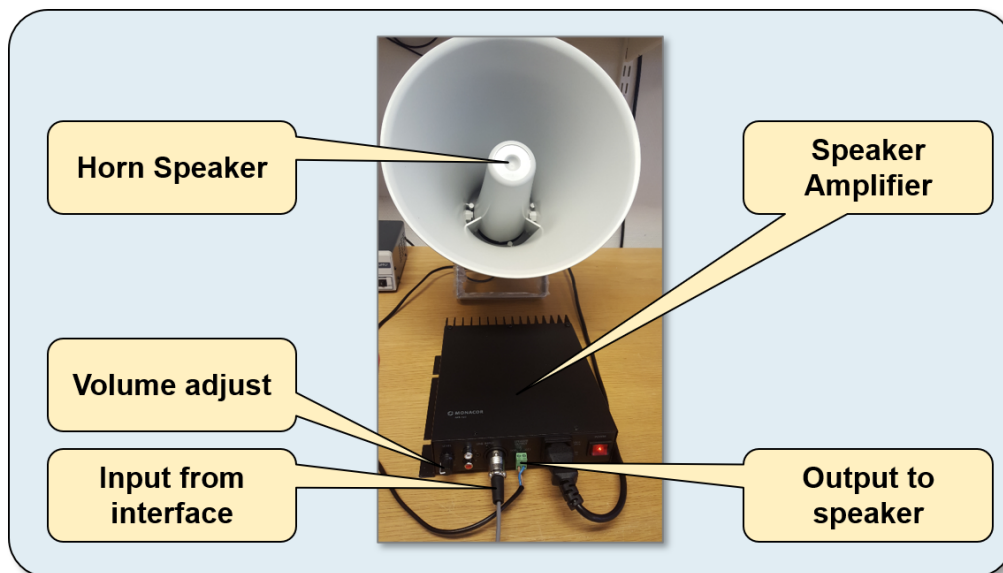 Horn Speaker
Speaker
Amplifier
Volume adjust
Input from
interface
Output to
speaker
MONACOR